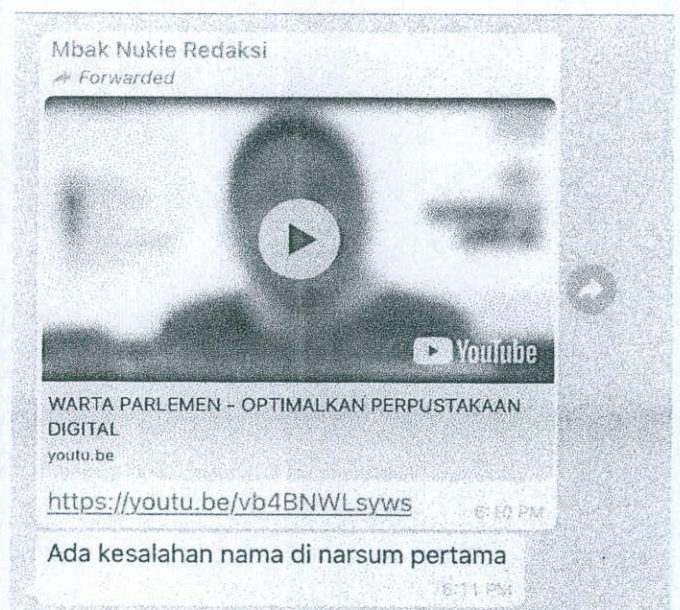 Mbak Nukie Redaksi
Forwarded
YouTube
WARTA PARLEMEN - OPTIMALKAN PERPUSTAKAAN
DIGITAL
youtu.be
https://youtu.be/vb4BNWLsyws
6:10 PM
Ada kesalahan nama di narsum pertama
6:11 PM